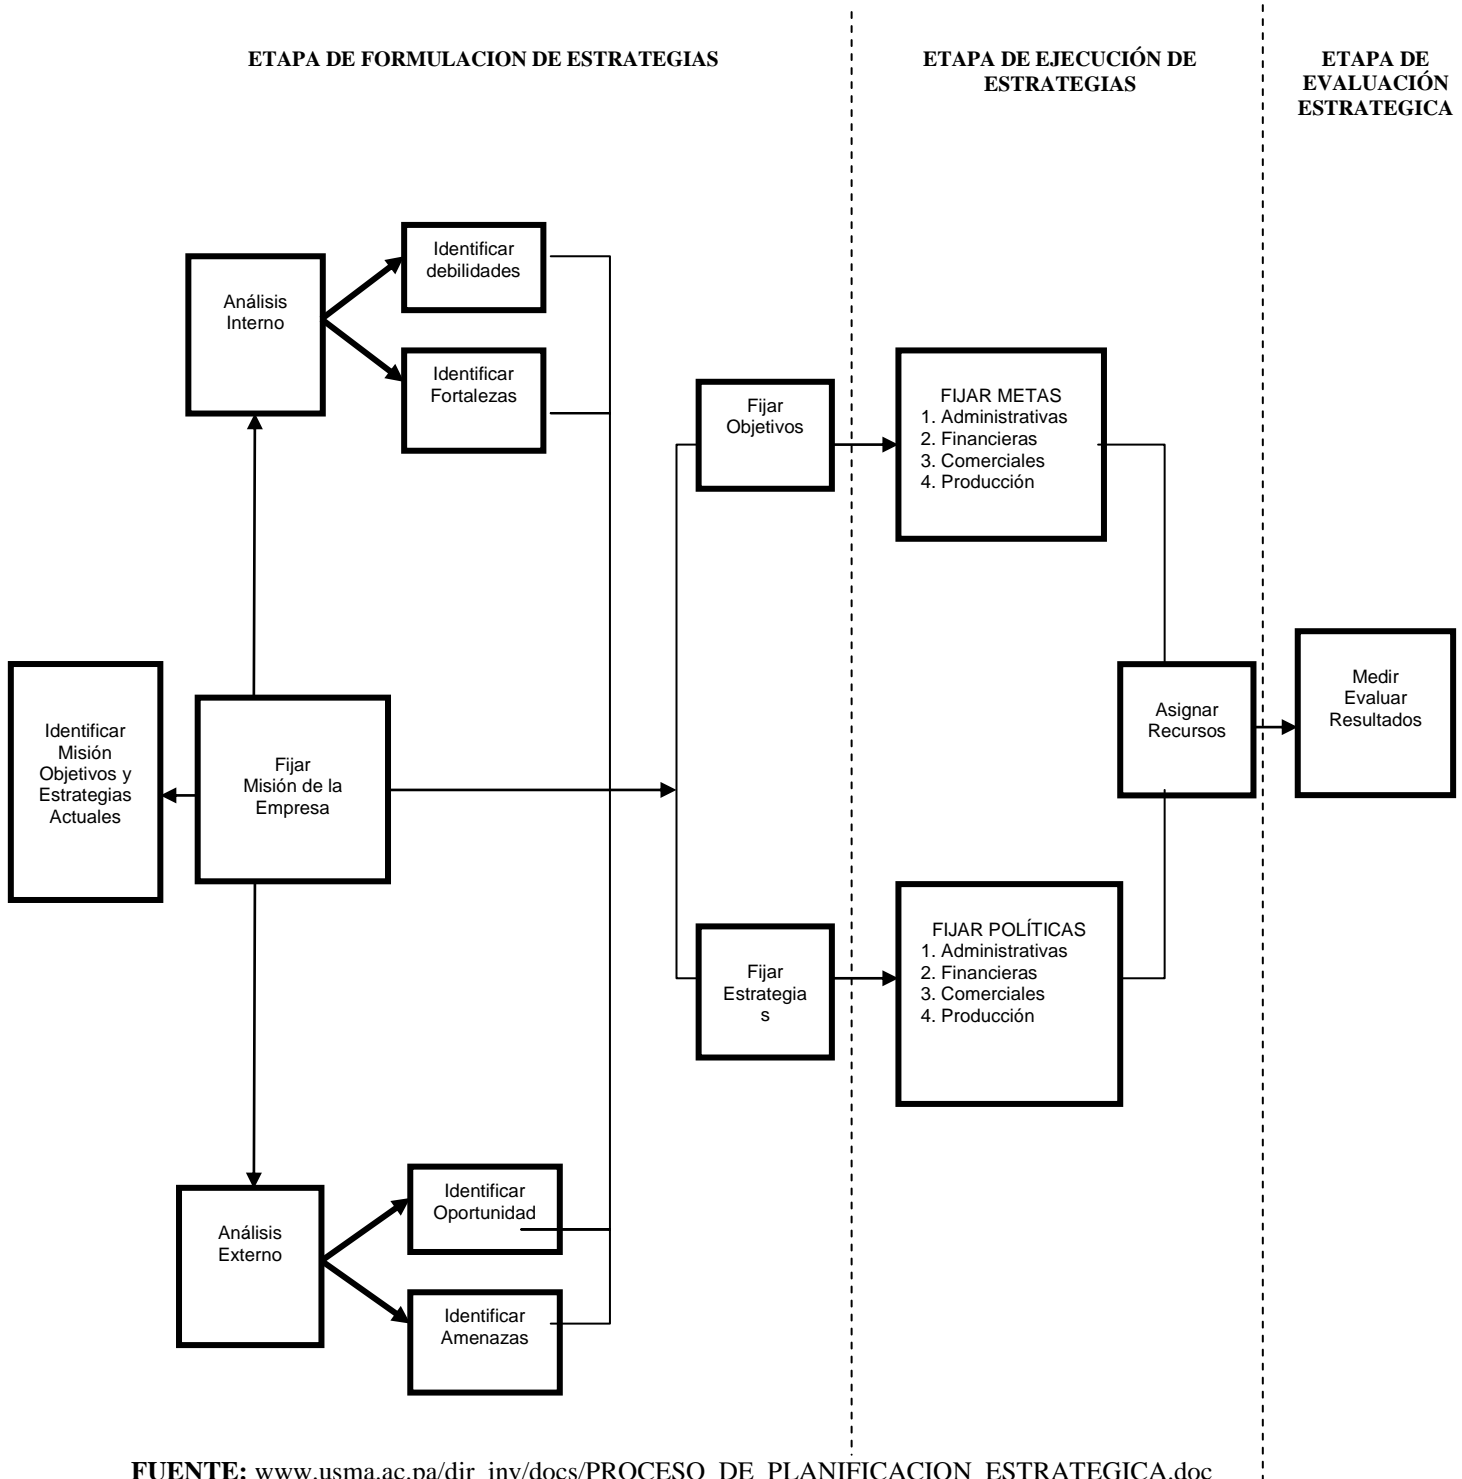 ETAPA DE FORMULACION DE ESTRATEGIAS
ETAPA DE EJECUCIÓN DE
ESTRATEGIAS
ETAPA DE
EVALUACIÓN
ESTRATEGICA
Identificar
debilidades
Análisis
Interno
Identificar
Fortalezas
Fijar
Objetivos
FIJAR METAS
1. Administrativas
2. Financieras
3. Comerciales
4. Producción
Identificar
Misión
Objetivos y
Estrategias
Actuales
Fijar
Misión de la
Empresa
Asignar
Recursos
Medir
Evaluar
Resultados
Fijar
Estrategia
s
FIJAR POLÍTICAS
1. Administrativas
2. Financieras
3. Comerciales
4. Producción
Análisis
Externo
Identificar
Oportunidad
Identificar
Amenazas
FUENTE: www.usma.ac.pa/dir_inv/docs/PROCESO_DE_PLANIFICACION_ESTRATEGICA.doc